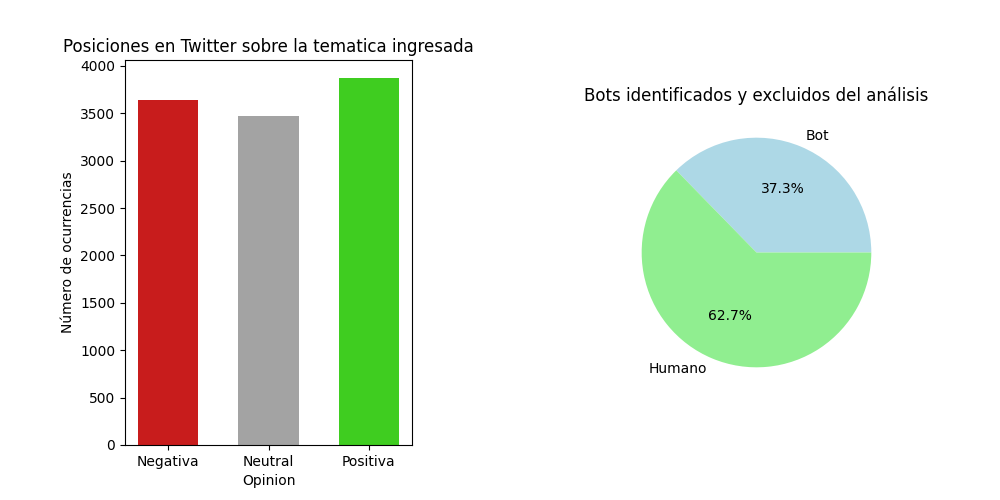 Posiciones en Twitter sobre la tematica ingresada
4000
3500
3000
2500
2000
1500
1000
500
0
Número de ocurrencias
Negativa
Neutral
Positiva
Opinion
Bots identificados y excluidos del análisis
Bot
37.3%
62.7%
Humano